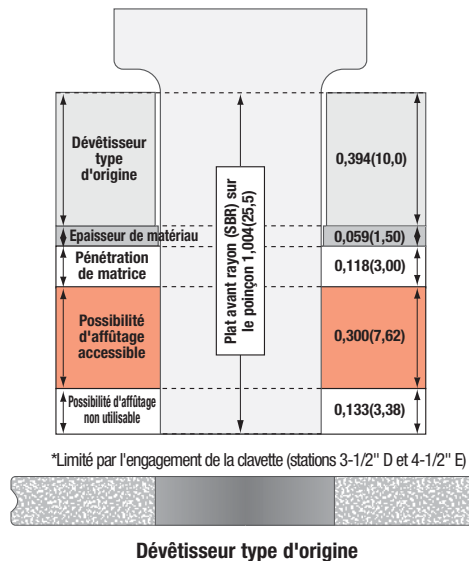 Dévêtisseur
type
d'origine
0,394(10,0)
Plat avant rayon (SBR) sur
le poinçon 1,004(25,5)
Epaisseur de matériau
0,059(1,50)
Pénétration
de matrice
0,118(3,00)
Possibilité
d'affûtage
accessible
0,300(7,62)
Possibilité d'affûtage
non utilisable
0,133(3,38)
*Limité par l'engagement de la clavette (stations 3-1/2" D et 4-1/2" E)
Dévêtisseur type d'origine